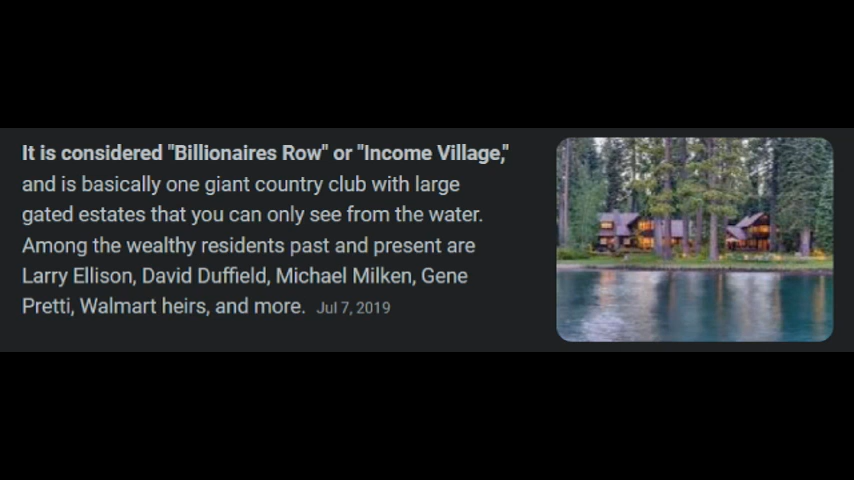 It is considered "Billionaires Row" or "Income Village,"
and is basically one giant country club with large
gated estates that you can only see from the water.
Among the wealthy residents past and present are
Larry Ellison, David Duffield, Michael Milken, Gene
Pretti, Walmart heirs, and more. Jul 7, 2019